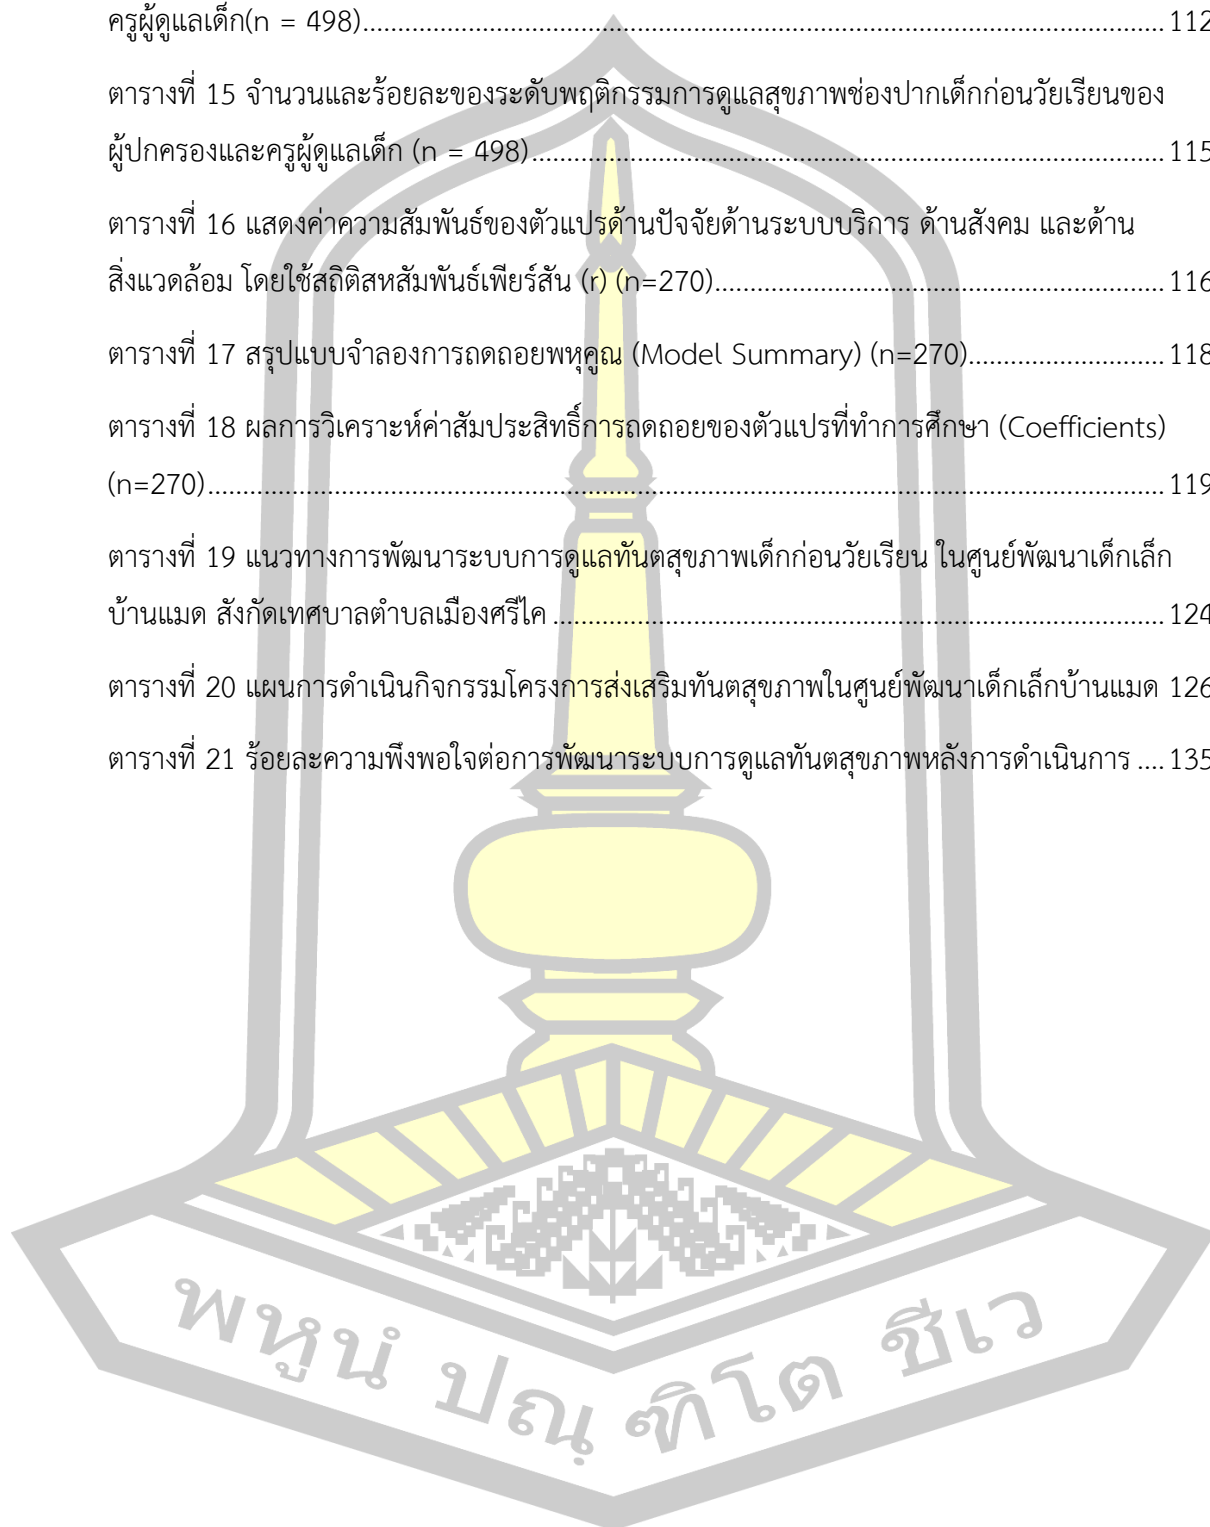 ครูผู้ดูแลเด็ก(n = 498)................................................................................................................... 112
ตารางที่ 15 จำนวนและร้อยละของระดับพฤติกรรมการดูแลสุขภาพช่องปากเด็กก่อนวัยเรียนของ
ผู้ปกครองและครูผู้ดูแลเด็ก (n = 498)........................................................................................... 115
ตารางที่ 16 แสดงค่าความสัมพันธ์ของตัวแปรด้านปัจจัยด้านระบบบริการ ด้านสังคม และด้าน
สิ่งแวดล้อม โดยใช้สถิติสหสัมพันธ์เพียร์สัน (r) (n=270)................................................................ 116
ตารางที่ 17 สรุปแบบจำลองการถดถอยพหุคูณ (Model Summary) (n=270)............................ 118
ตารางที่ 18 ผลการวิเคราะห์ค่าสัมประสิทธิ์การถดถอยของตัวแปรที่ทำการศึกษา (Coefficients)
(n=270)......................................................................................................................................... 119
ตารางที่ 19 แนวทางการพัฒนาระบบการดูแลทันตสุขภาพเด็กก่อนวัยเรียน ในศูนย์พัฒนาเด็กเล็ก
บ้านแมด สังกัดเทศบาลตำบลเมืองศรีไค ....................................................................................... 124
ตารางที่ 20 แผนการดำเนินกิจกรรมโครงการส่งเสริมทันตสุขภาพในศูนย์พัฒนาเด็กเล็กบ้านแมด 126
ตารางที่ 21 ร้อยละความพึงพอใจต่อการพัฒนาระบบการดูแลทันตสุขภาพหลังการดำเนินการ .... 135
พหูนํ ปณฺฑิโต ชีเว